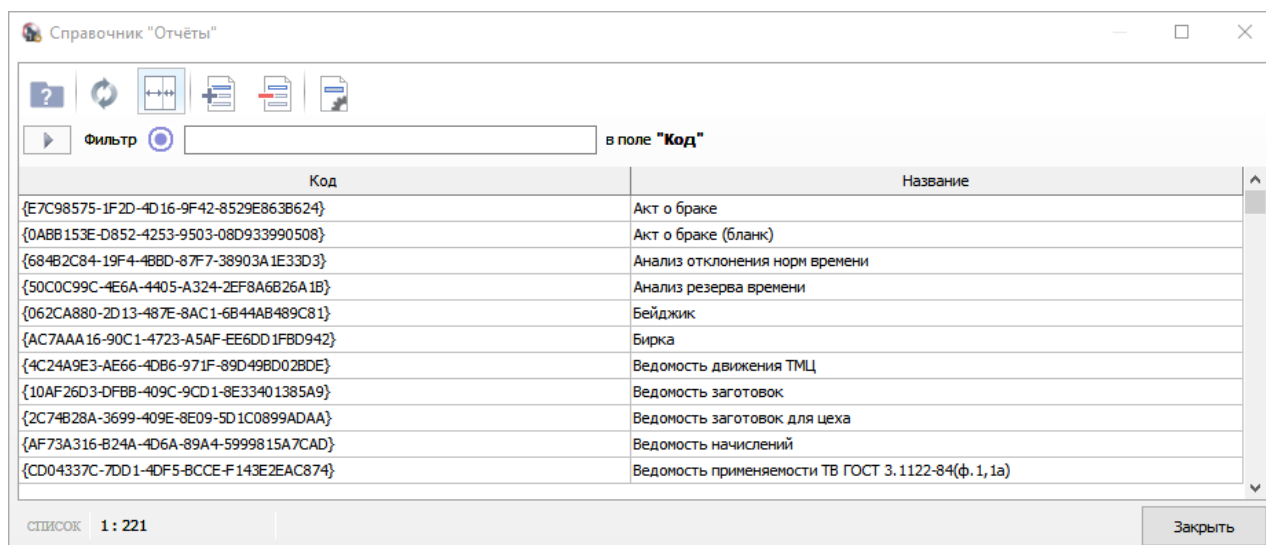 Справочник "Отчёты"
Фильтр в поле "Код"
Код Название
{E7C98575-1F2D-4D16-9F42-8529E863B624} Акт о браке
{0ABB153E-D852-4253-9503-08D933990508} Акт о браке (бланк)
{684B2C84-19F4-4BBD-87F7-38903A1E33D3} Анализ отклонения норм времени
{50C0C99C-4E6A-4405-A324-2EF8A6B26A1B} Анализ резерва времени
{062CA880-2D13-487E-8AC1-6B44AB489C81} Бейджик
{AC7AAA16-90C1-4723-A5AF-EE6DD1FBD942} Бирка
{4C24A9E3-AE66-4DB6-971F-89D49BD02BDE} Ведомость движения ТМЦ
{10AF26D3-DFBB-409C-9CD1-8E33401385A9} Ведомость заготовок
{2C74B28A-3699-409E-8E09-5D1C0899ADAA} Ведомость заготовок для цеха
{AF73A316-B24A-4D6A-89A4-5999815A7CAD} Ведомость начислений
{CD04337C-7DD1-4DF5-BCCE-F143E2EAC874} Ведомость применяемости ТВ ГОСТ 3.1122-84(ф.1,1а)
список 1 : 221 Закрыть